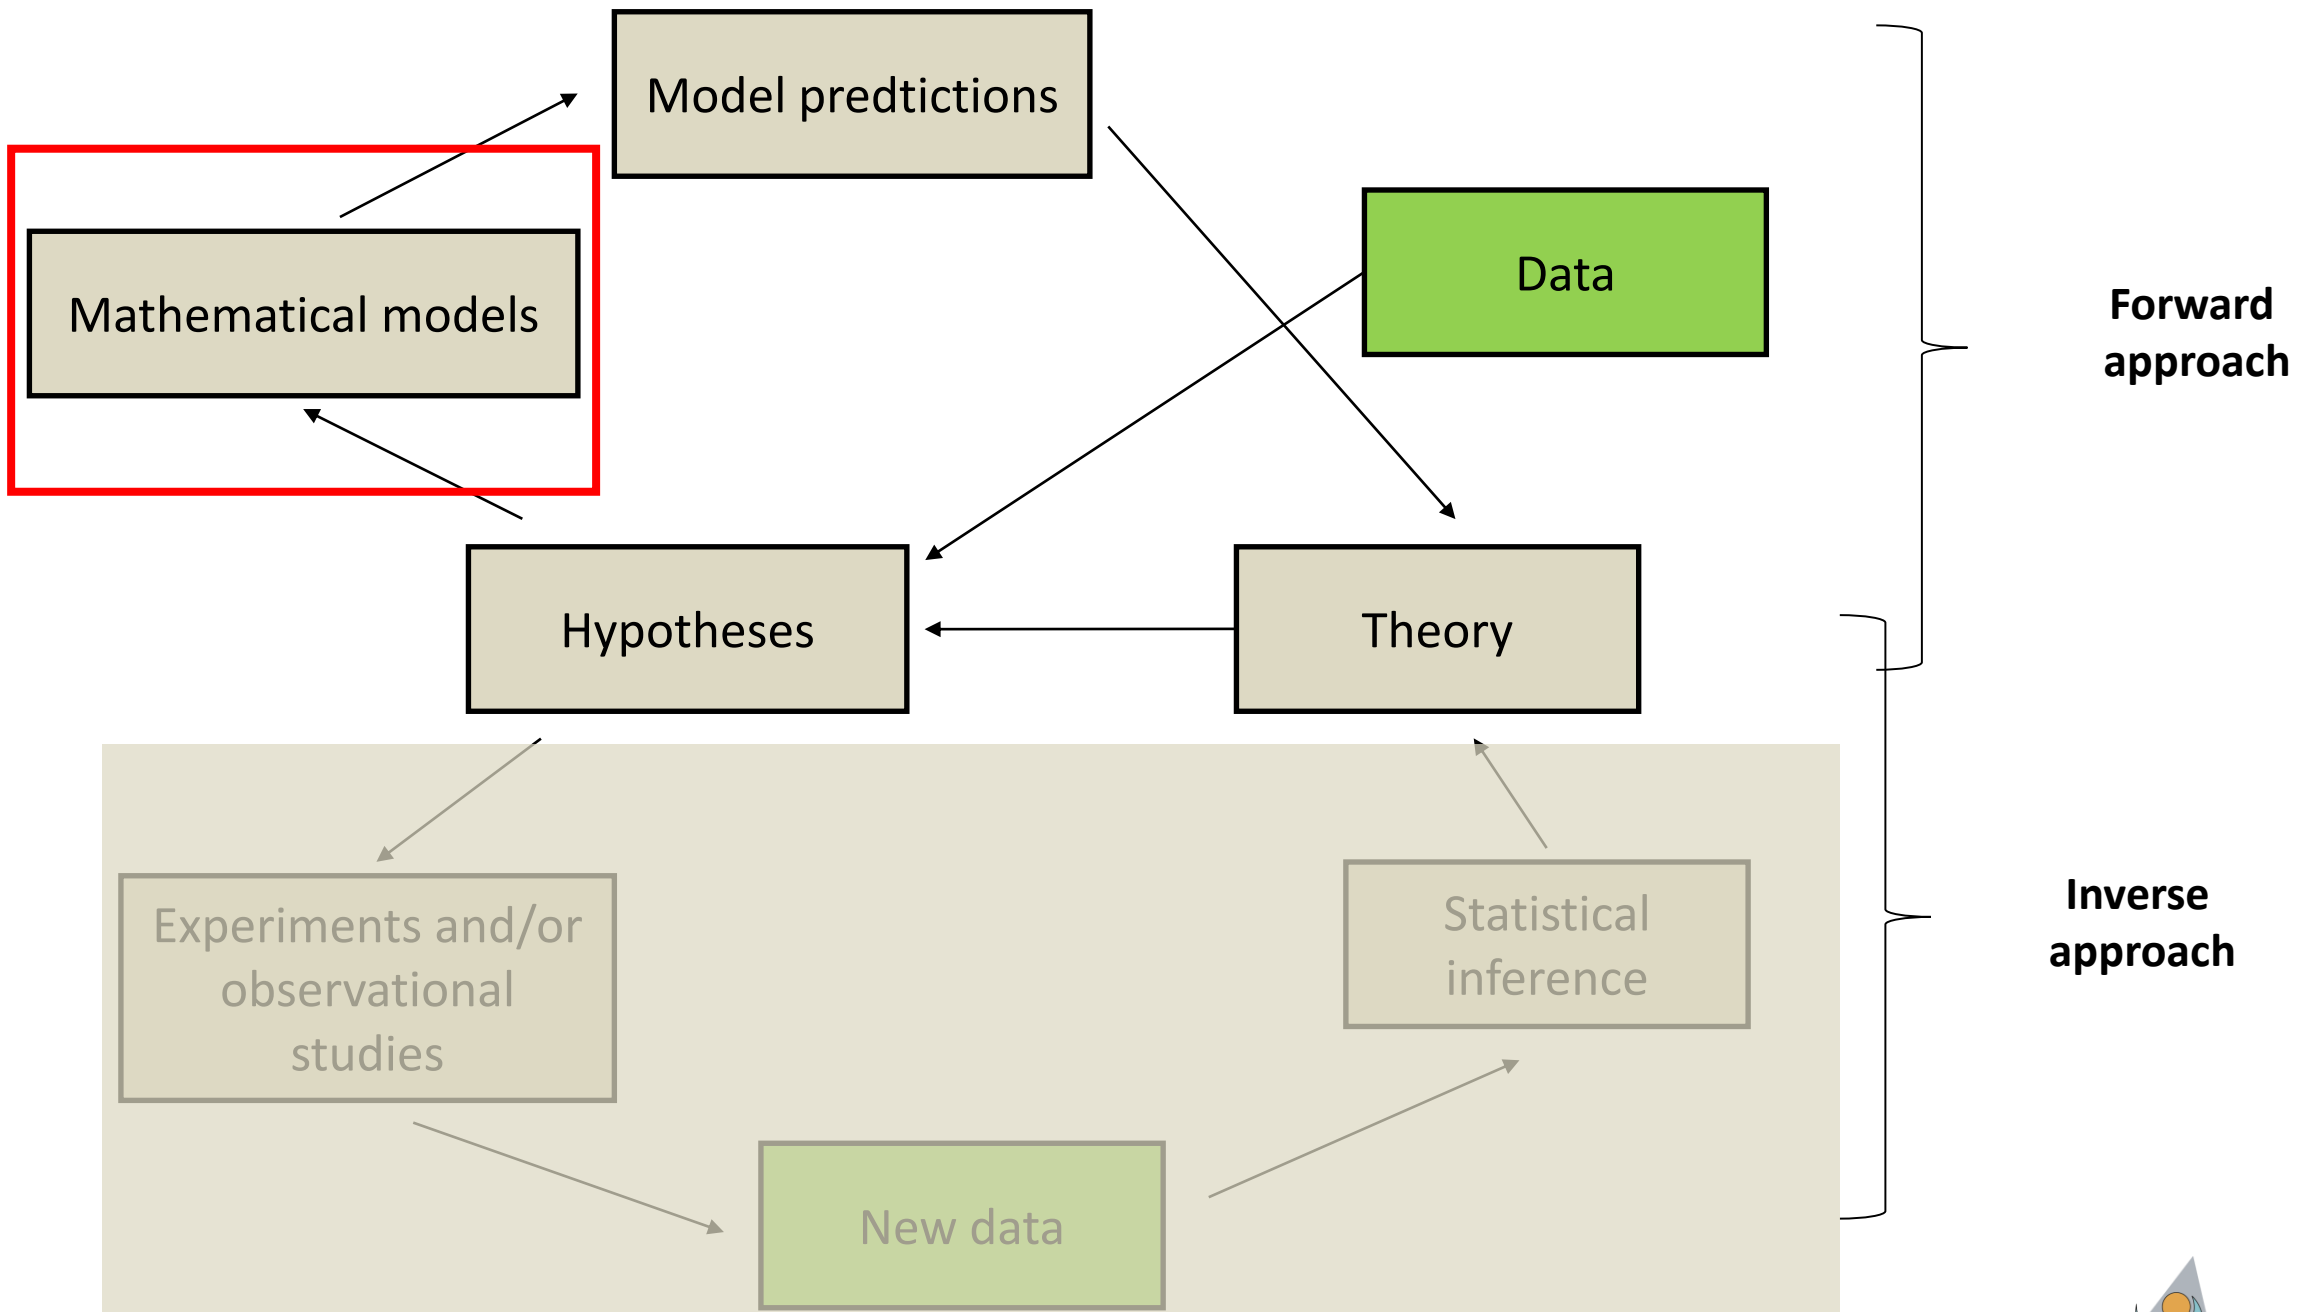 Model predtictions
Data
Mathematical models
Forward
approach
Hypotheses
Theory
Experiments and/or
observational
studies
Statistical
inference
Inverse
approach
New data